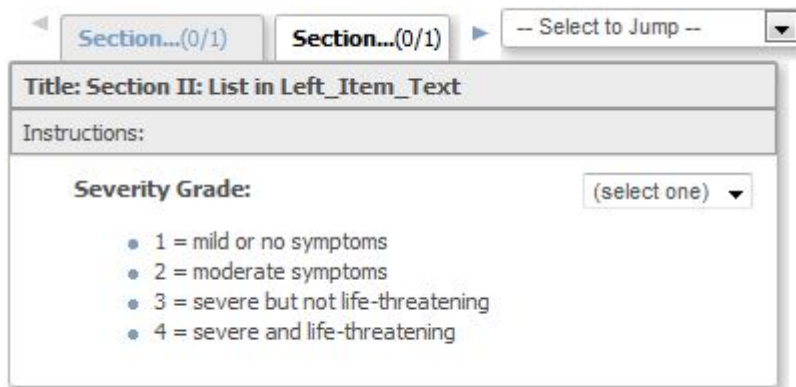 Section...(0/1) Section...(0/1) -- Select to Jump --
Title: Section II: List in Left_Item_Text
Instructions:
Severity Grade: (select one)
1 = mild or no symptoms
2 = moderate symptoms
3 = severe but not life-threatening
4 = severe and life-threatening